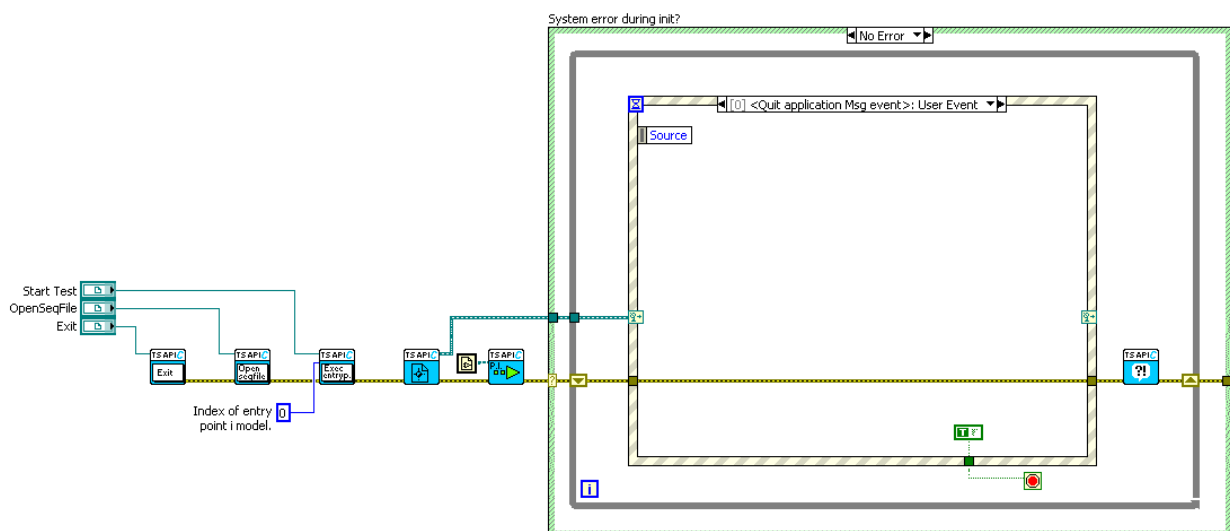 System error during init?
No Error
[0] <Quit application Msg event>: User Event
Source
Start Test
OpenSeqFile
Exit
TS API C
Exit
TS API C
Open
seqfile
TS API C
Exec
entryp.
TS API C
TS API C
P
TS API C
?!
Index of entry
point i model.
0
?
T F
i